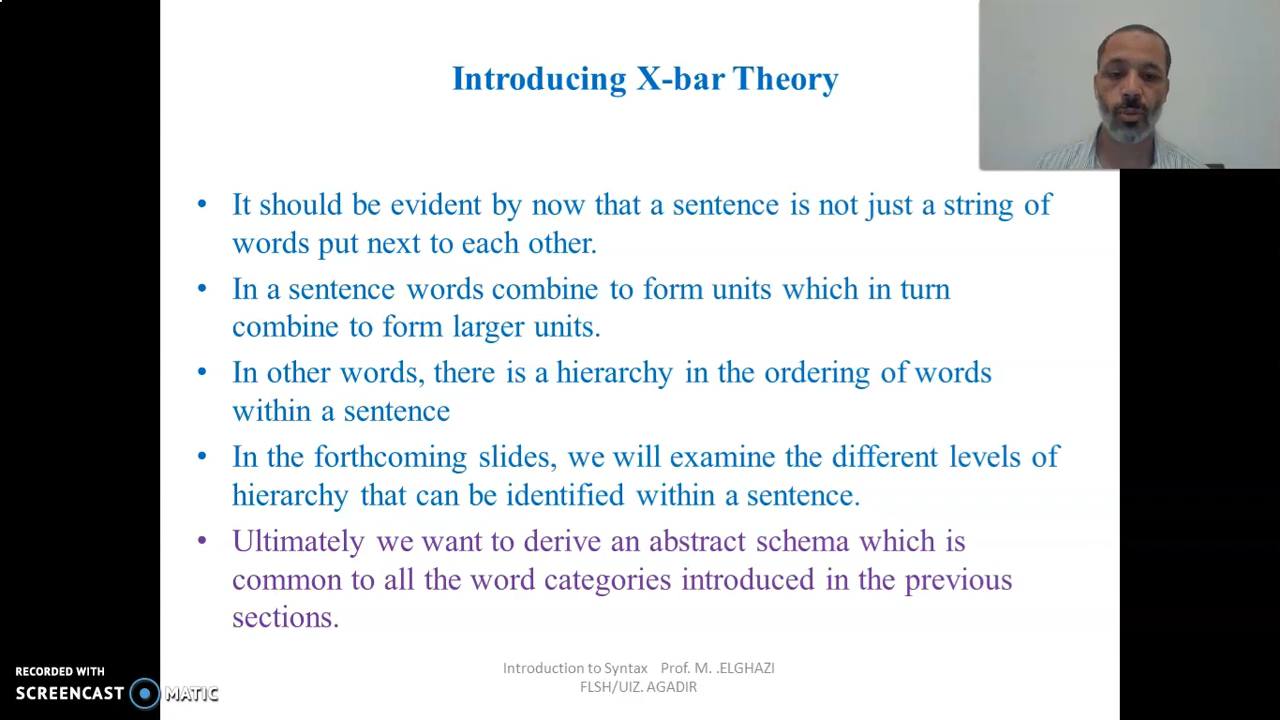 Introducing X-bar Theory
• It should be evident by now that a sentence is not just a string of
words put next to each other.
• In a sentence words combine to form units which in turn
combine to form larger units.
• In other words, there is a hierarchy in the ordering of words
within a sentence
• In the forthcoming slides, we will examine the different levels of
hierarchy that can be identified within a sentence.
• Ultimately we want to derive an abstract schema which is
common to all the word categories introduced in the previous
sections.
Introduction to Syntax Prof. M. .ELGHAZI
FLSH/UIZ. AGADIR
RECORDED WITH
SCREENCAST MATIC